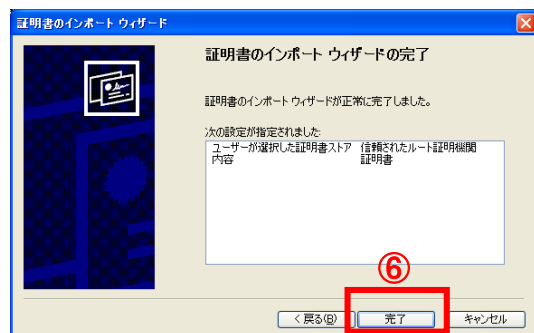 証明書のインポート ウィザード
証明書のインポート ウィザードの完了
証明書のインポート ウィザードが正常に完了しました。
次の設定が指定されました:
ユーザーが選択した証明書ストア 信頼されたルート証明機関
内容 証明書
⑥
< 戻る(B) 完了 キャンセル